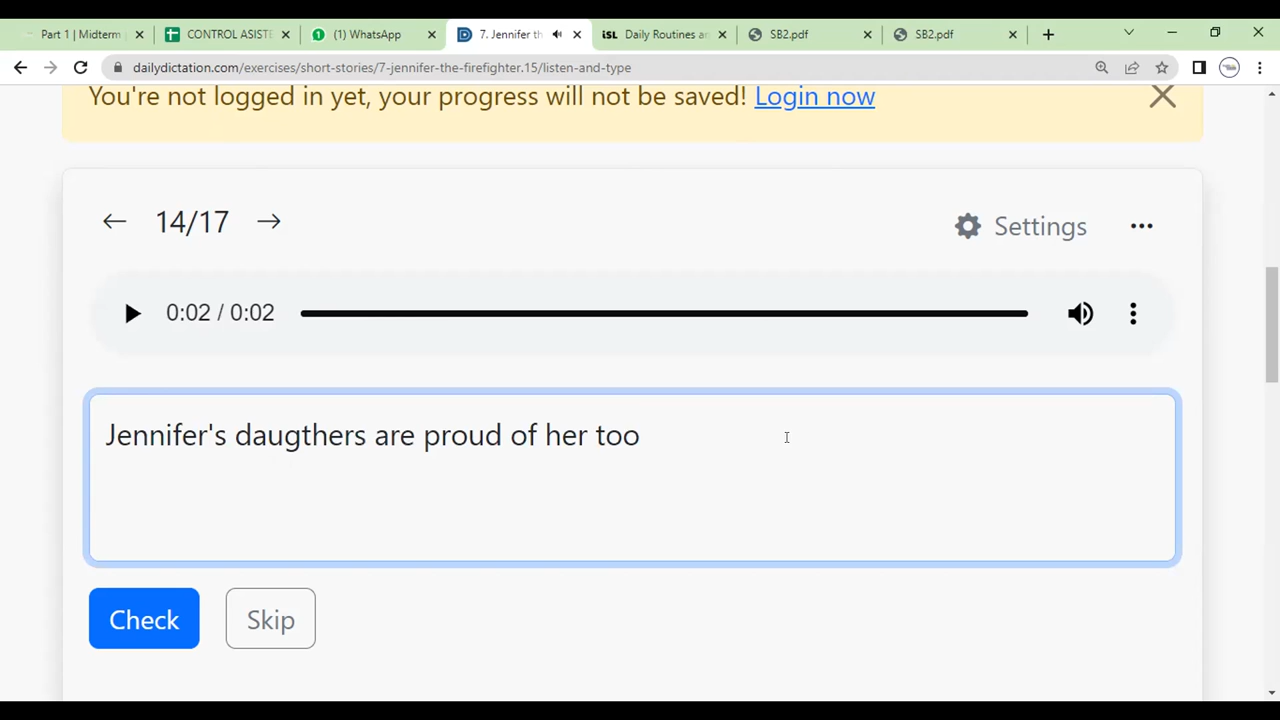 Part 1 | Midterm
CONTROL ASISTE
(1) WhatsApp
7. Jennifer th
iSL Daily Routines an
SB2.pdf
SB2.pdf
dailydictation.com/exercises/short-stories/7-jennifer-the-firefighter.15/listen-and-type
You're not logged in yet, your progress will not be saved! Login now
14/17
Settings
0:02 / 0:02
Jennifer's daugthers are proud of her too
Check
Skip